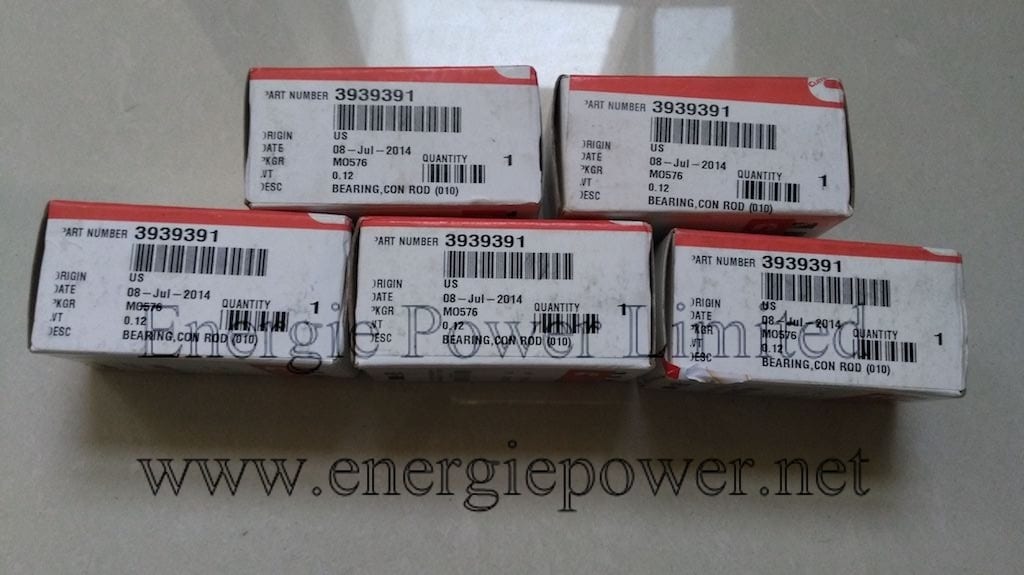 PART NUMBER 3939391
ORIGIN US
DATE 08-Jul-2014
PKGR MO576 QUANTITY 1
WT 0.12
DESC BEARING,CON ROD (010)
PART NUMBER 3939391
ORIGIN US
DATE 08-Jul-2014
PKGR MO576 QUANTITY 1
WT 0.12
DESC BEARING,CON ROD (010)
PART NUMBER 3939391
ORIGIN US
DATE 08-Jul-2014
PKGR MO576 QUANTITY 1
WT 0.12
DESC BEARING,CON ROD (010)
PART NUMBER 3939391
ORIGIN US
DATE 08-Jul-2014
PKGR MO576 QUANTITY 1
WT 0.12
DESC BEARING,CON ROD (010)
PART NUMBER 3939391
ORIGIN US
DATE 08-Jul-2014
PKGR MO576 QUANTITY 1
WT 0.12
DESC BEARING,CON ROD (010)
Energie Power Limited
www.energiepower.net